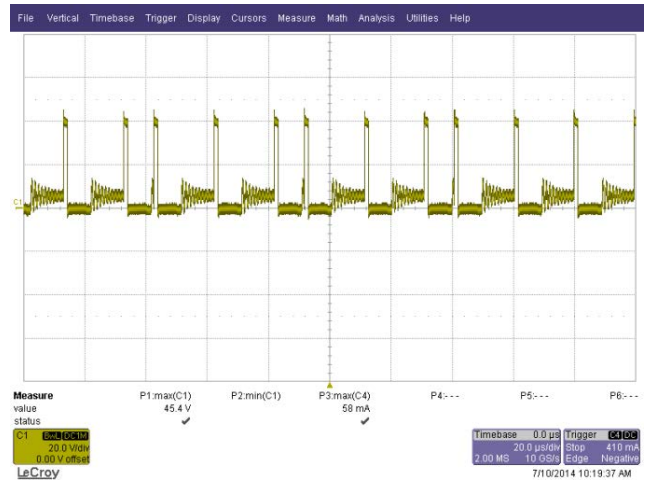 File Vertical Timebase Trigger Display Cursors Measure Math Analysis Utilities Help
C1
Measure P1:max(C1) P2:min(C1) P3:max(C4) P4:- - - P5:- - - P6:- - -
value 45.4 V 58 mA
status
C1 BwL DC1M
20.0 V/div
0.00 V offset
Timebase 0.0 µs
20.0 µs/div
2.00 MS 10 GS/s
Trigger C4 DC
Stop 410 mA
Edge Negative
LeCroy
7/10/2014 10:19:37 AM